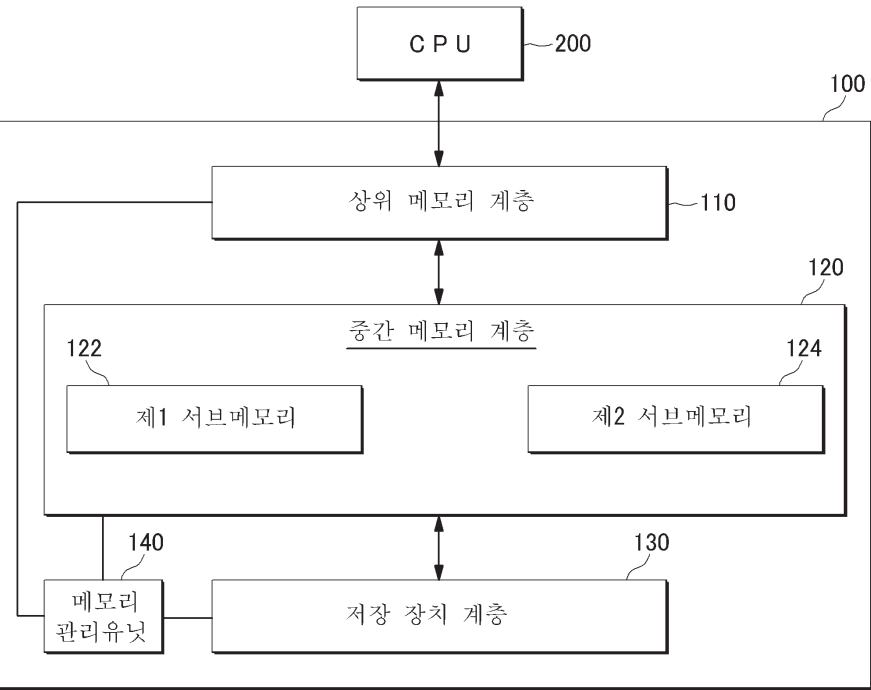 CPU
200
100
상위 메모리 계층
110
120
중간 메모리 계층
122
124
제1 서브메모리
제2 서브메모리
140
130
메모리
관리유닛
저장 장치 계층